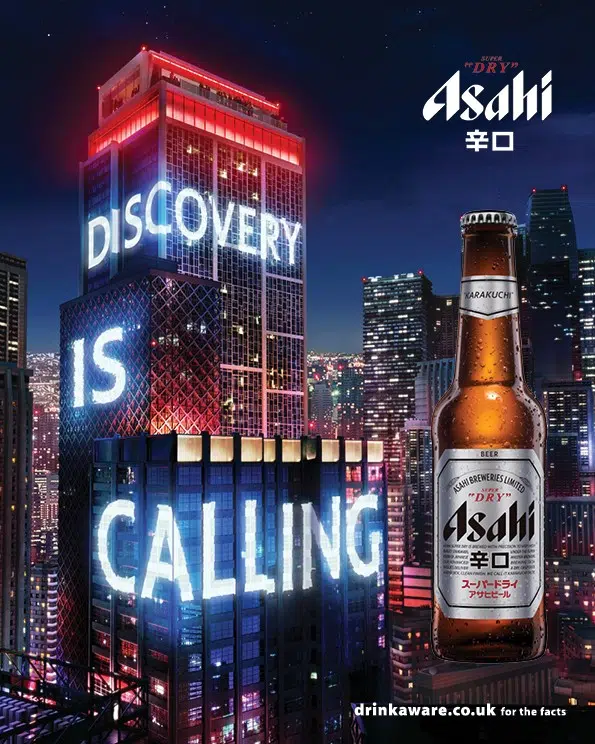 SUPER
"DRY"
Asahi
辛口
DISCOVERY
IS
CALLING
"KARAKUCHI"
BEER
ASAHI BREWERIES LIMITED
SUPER
"DRY"
Asahi
辛口
スーパードライ
アサヒビール
drinkaware.co.uk for the facts